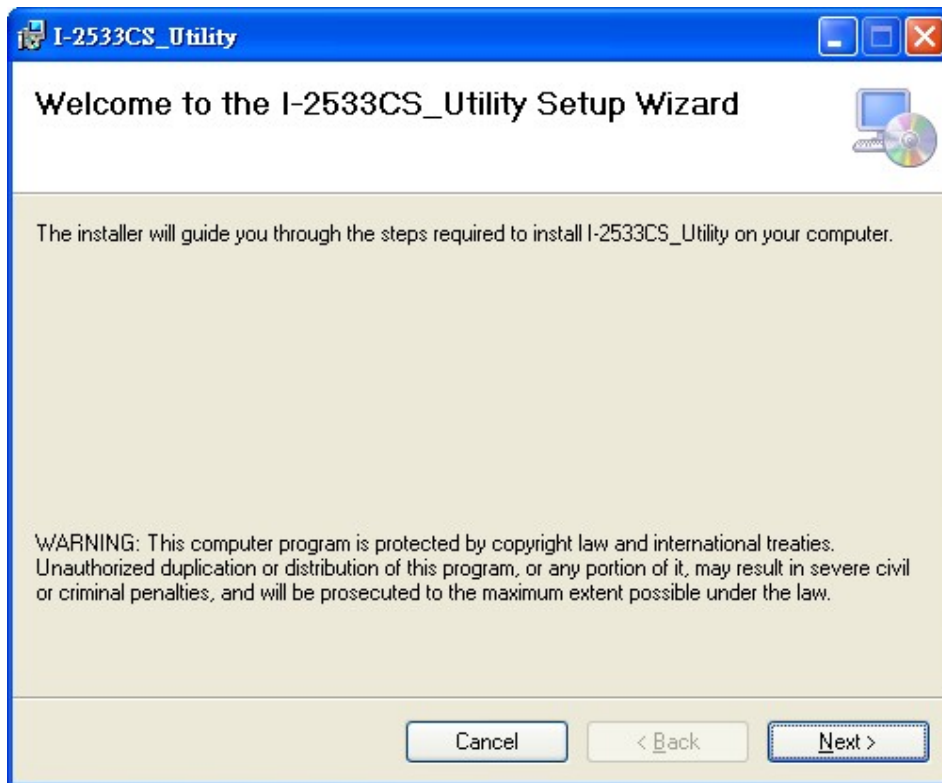 I-2533CS_Utility
Welcome to the I-2533CS_Utility Setup Wizard
The installer will guide you through the steps required to install I-2533CS_Utility on your computer.
WARNING: This computer program is protected by copyright law and international treaties.
Unauthorized duplication or distribution of this program, or any portion of it, may result in severe civil
or criminal penalties, and will be prosecuted to the maximum extent possible under the law.
Cancel < Back Next >